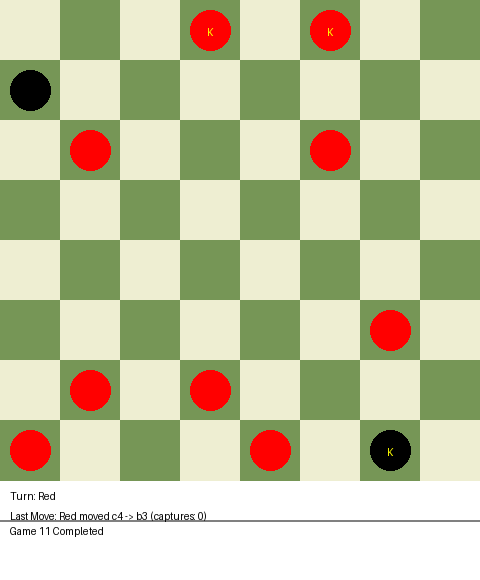 K K
K
Turn: Red
Last Move: Red moved c4 -> b3 (captures: 0)
Game 11 Completed